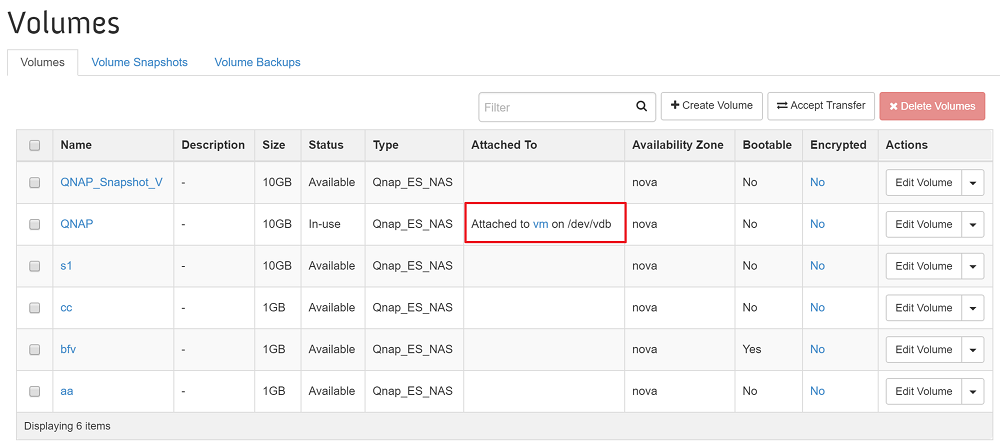 Volumes
Volumes Volume Snapshots Volume Backups
Filter Create Volume Accept Transfer Delete Volumes
Name Description Size Status Type Attached To Availability Zone Bootable Encrypted Actions
QNAP_Snapshot_V - 10GB Available Qnap_ES_NAS nova No No Edit Volume
QNAP - 10GB In-use Qnap_ES_NAS Attached to vm on /dev/vdb nova No No Edit Volume
s1 - 10GB Available Qnap_ES_NAS nova No No Edit Volume
cc - 1GB Available Qnap_ES_NAS nova No No Edit Volume
bfv - 1GB Available Qnap_ES_NAS nova Yes No Edit Volume
aa - 1GB Available Qnap_ES_NAS nova No No Edit Volume
Displaying 6 items